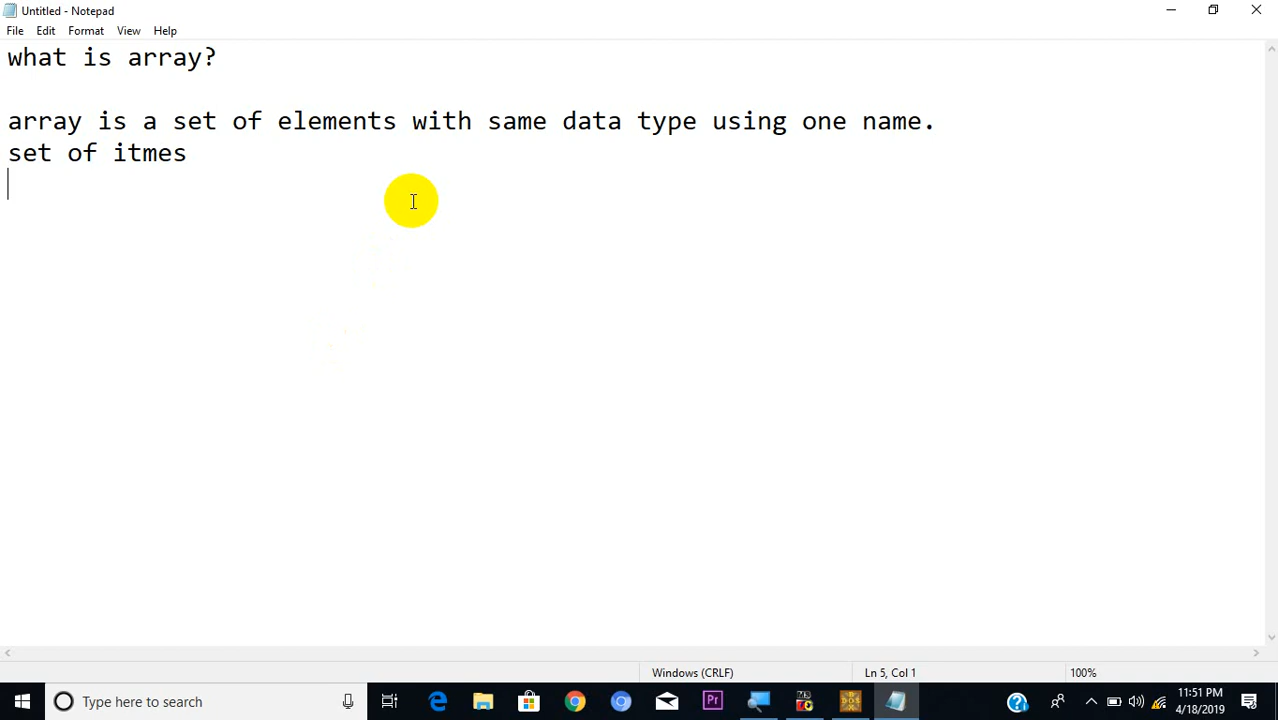 Untitled - Notepad
File Edit Format View Help
what is array?
array is a set of elements with same data type using one name.
set of itmes
Windows (CRLF) Ln 5, Col 1 100%
Type here to search
Pr
11:51 PM
4/18/2019